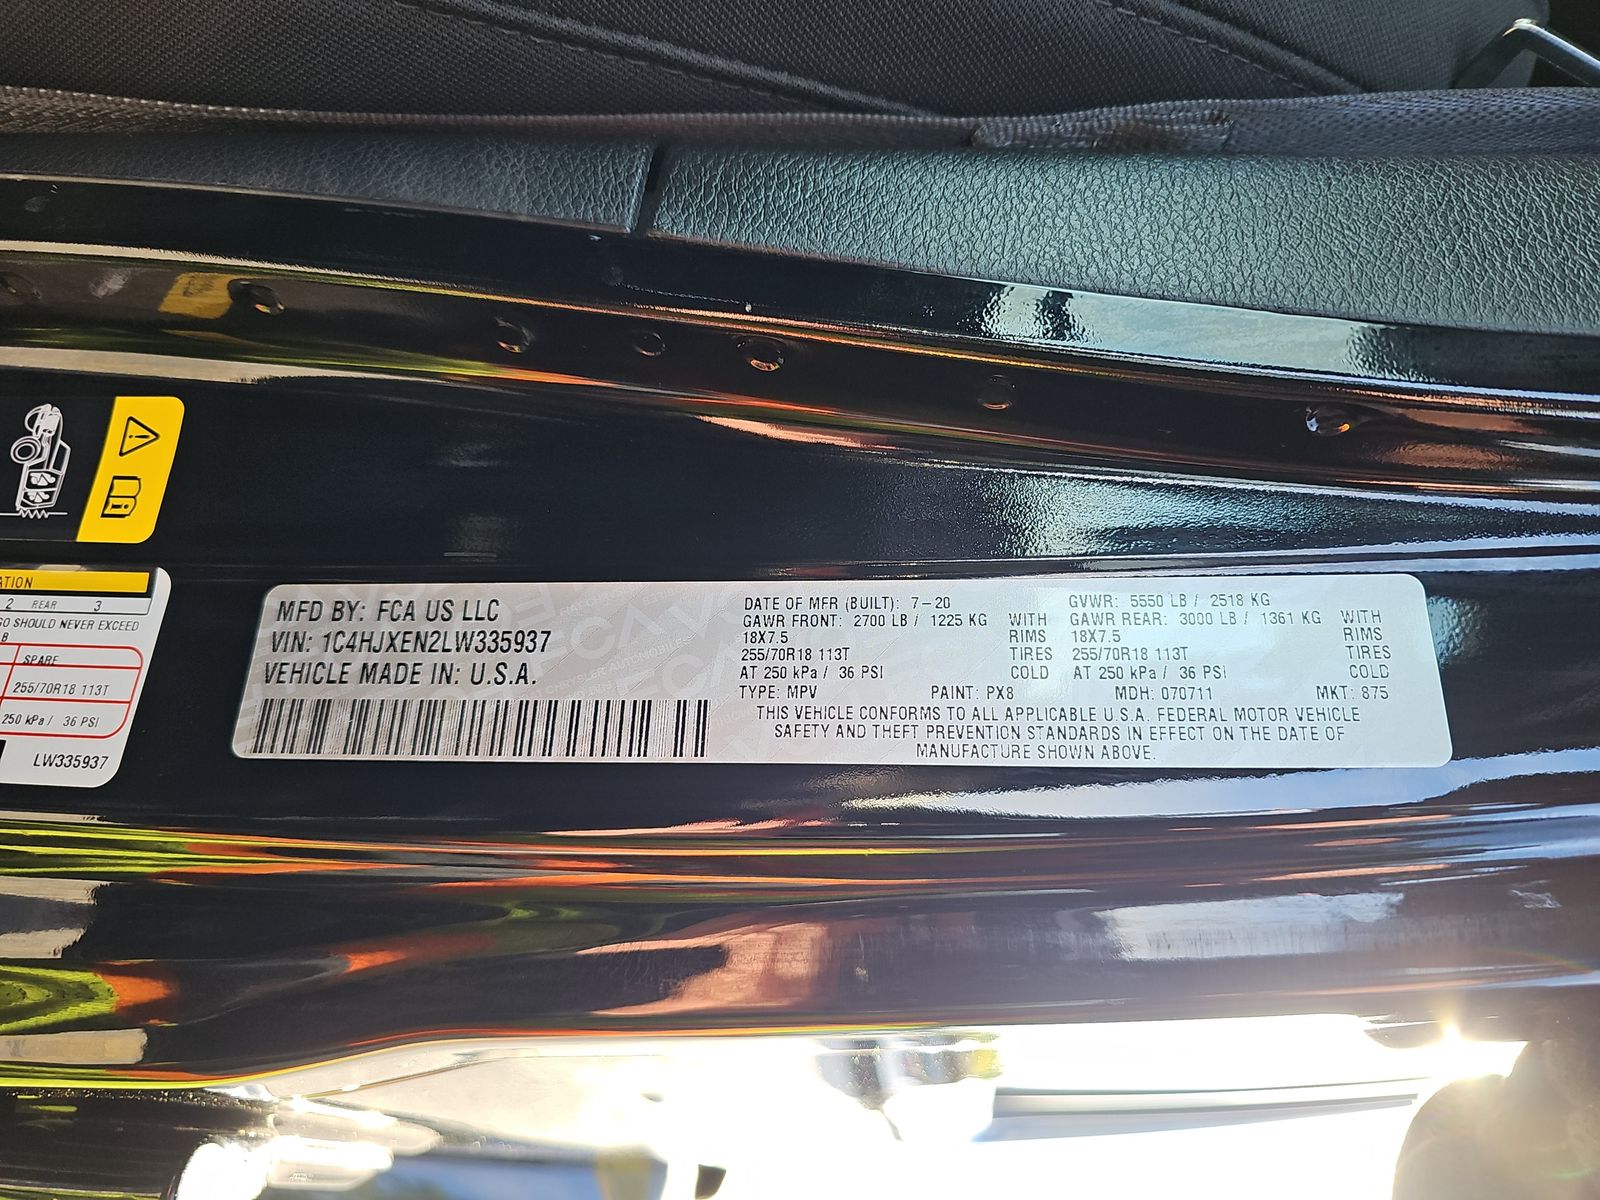 ATION
2 REAR 3
GO SHOULD NEVER EXCEED
B
SPARE
255/70R18 113T
250 kPa / 36 PSI
LW335937
MFD BY: FCA US LLC
VIN: 1C4HJXEN2LW335937
VEHICLE MADE IN: U.S.A.
DATE OF MFR (BUILT): 7-20 GVWR: 5550 LB / 2518 KG
GAWR FRONT: 2700 LB / 1225 KG WITH GAWR REAR: 3000 LB / 1361 KG WITH
18X7.5 RIMS 18X7.5 RIMS
255/70R18 113T TIRES 255/70R18 113T TIRES
AT 250 kPa / 36 PSI COLD AT 250 kPa / 36 PSI COLD
TYPE: MPV PAINT: PX8 MDH: 070711 MKT: 875
THIS VEHICLE CONFORMS TO ALL APPLICABLE U.S.A. FEDERAL MOTOR VEHICLE
SAFETY AND THEFT PREVENTION STANDARDS IN EFFECT ON THE DATE OF
MANUFACTURE SHOWN ABOVE.